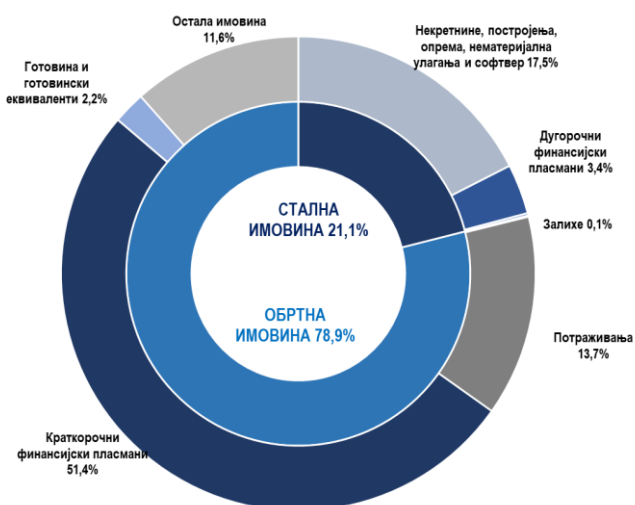 Остала имовина
11,6%
Некретнине, постројења,
опрема, нематеријална
улагања и софтвер 17,5%
Готовина и
готовински
еквиваленти 2,2%
Дугорочни
финансијски
пласмани 3,4%
СТАЛНА
ИМОВИНА 21,1%
Залихе 0,1%
ОБРТНА
ИМОВИНА 78,9%
Потраживања
13,7%
Краткорочни
финансијски пласмани
51,4%